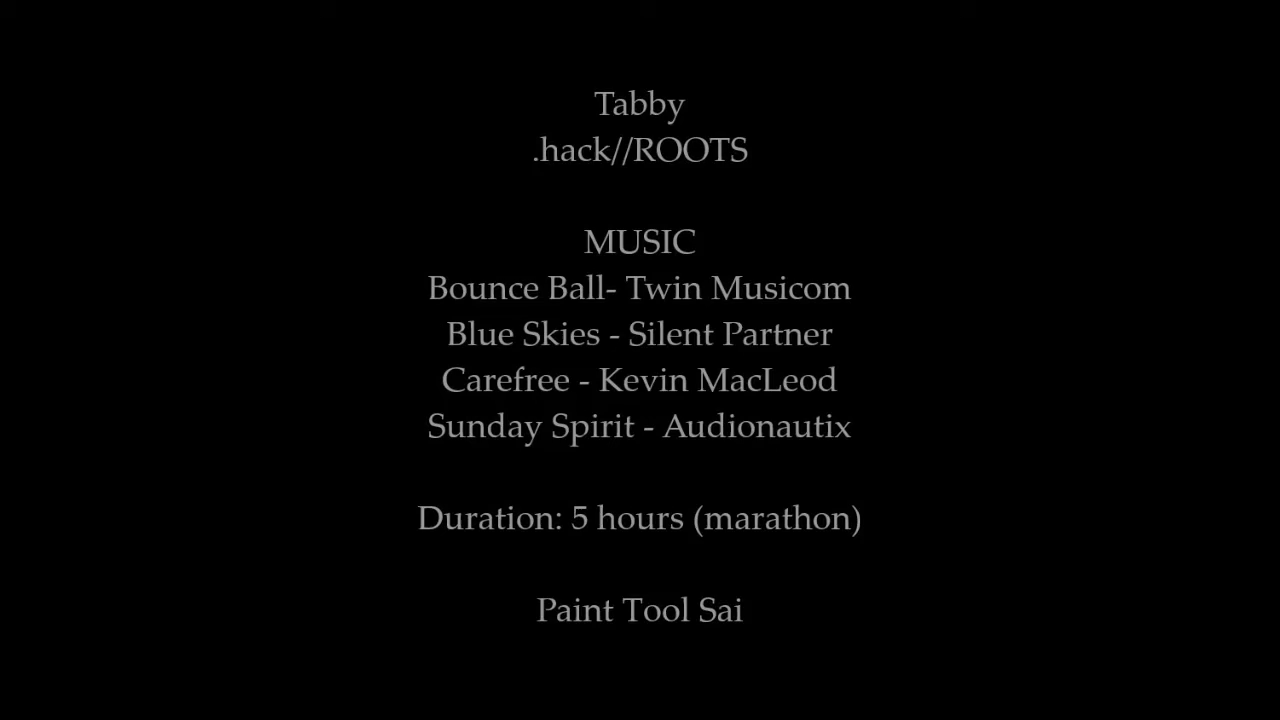 Tabby
.hack//ROOTS
MUSIC
Bounce Ball- Twin Musicom
Blue Skies - Silent Partner
Carefree - Kevin MacLeod
Sunday Spirit - Audionautix
Duration: 5 hours (marathon)
Paint Tool Sai